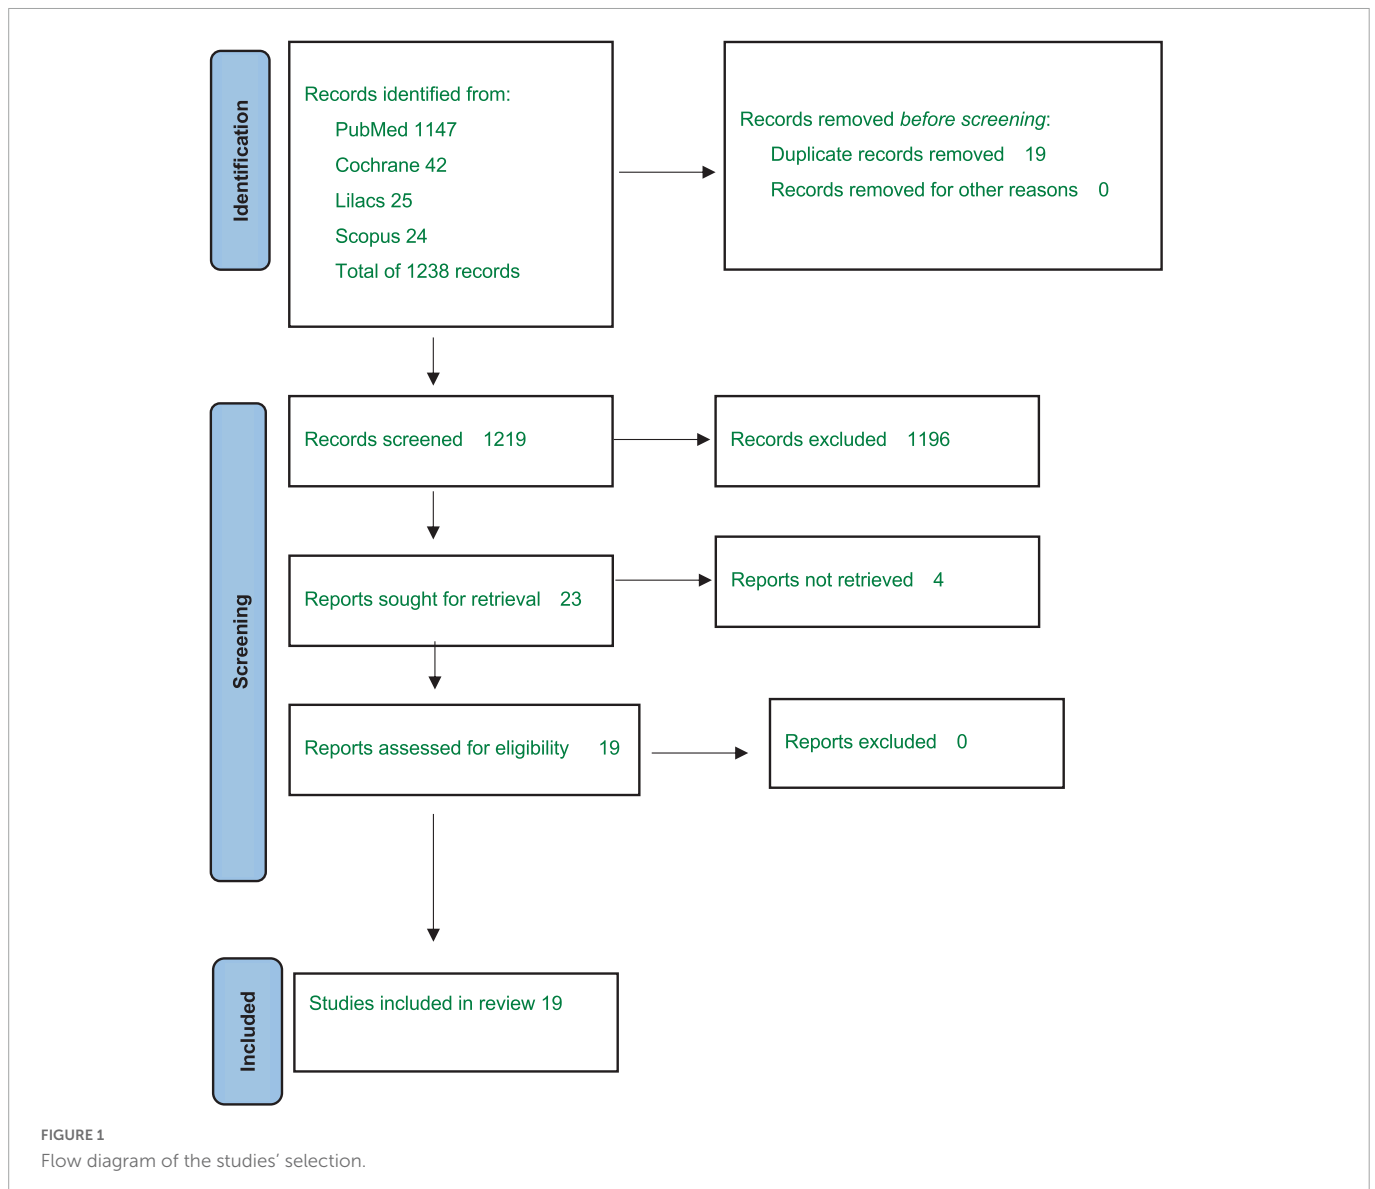 Identification
Records identified from:
PubMed 1147
Cochrane 42
Lilacs 25
Scopus 24
Total of 1238 records
Records removed before screening:
Duplicate records removed 19
Records removed for other reasons 0
Screening
Records screened 1219
Records excluded 1196
Reports sought for retrieval 23
Reports not retrieved 4
Reports assessed for eligibility 19
Reports excluded 0
Included
Studies included in review 19
FIGURE 1
Flow diagram of the studies’ selection.